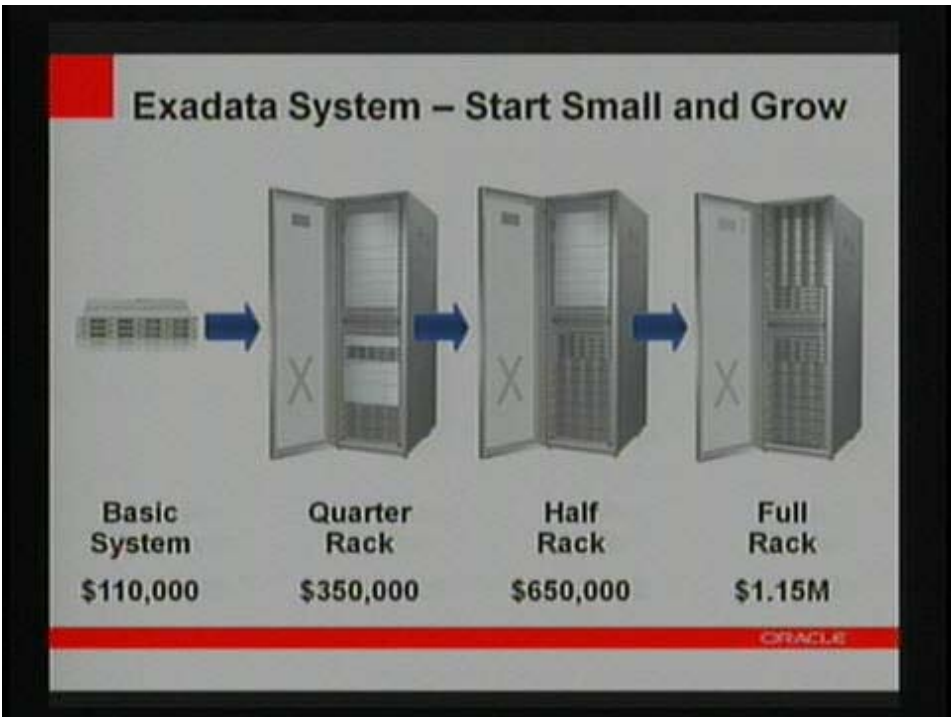 Exadata System – Start Small and Grow
Basic
System
$110,000
Quarter
Rack
$350,000
Half
Rack
$650,000
Full
Rack
$1.15M
ORACLE